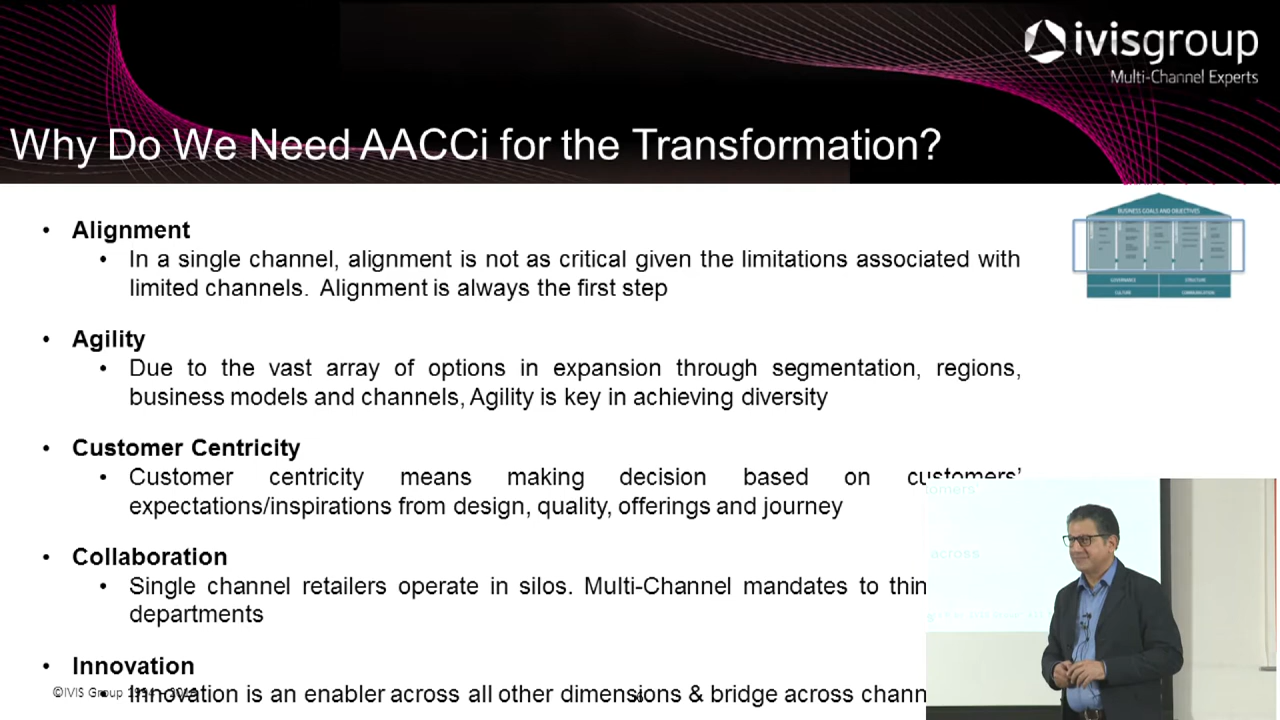 ivisgroup
Multi-Channel Experts
Why Do We Need AACCi for the Transformation?
BUSINESS GOALS AND OBJECTIVES
GOVERNANCE
STRUCTURE
CULTURE
COMMUNICATION
• Alignment
• In a single channel, alignment is not as critical given the limitations associated with
limited channels. Alignment is always the first step
• Agility
• Due to the vast array of options in expansion through segmentation, regions,
business models and channels, Agility is key in achieving diversity
• Customer Centricity
• Customer centricity means making decision based on customers'
expectations/inspirations from design, quality, offerings and journey
• Collaboration
• Single channel retailers operate in silos. Multi-Channel mandates to thin
departments
• Innovation
• Innovation is an enabler across all other dimensions & bridge across chann
©IVIS Group
omers
across